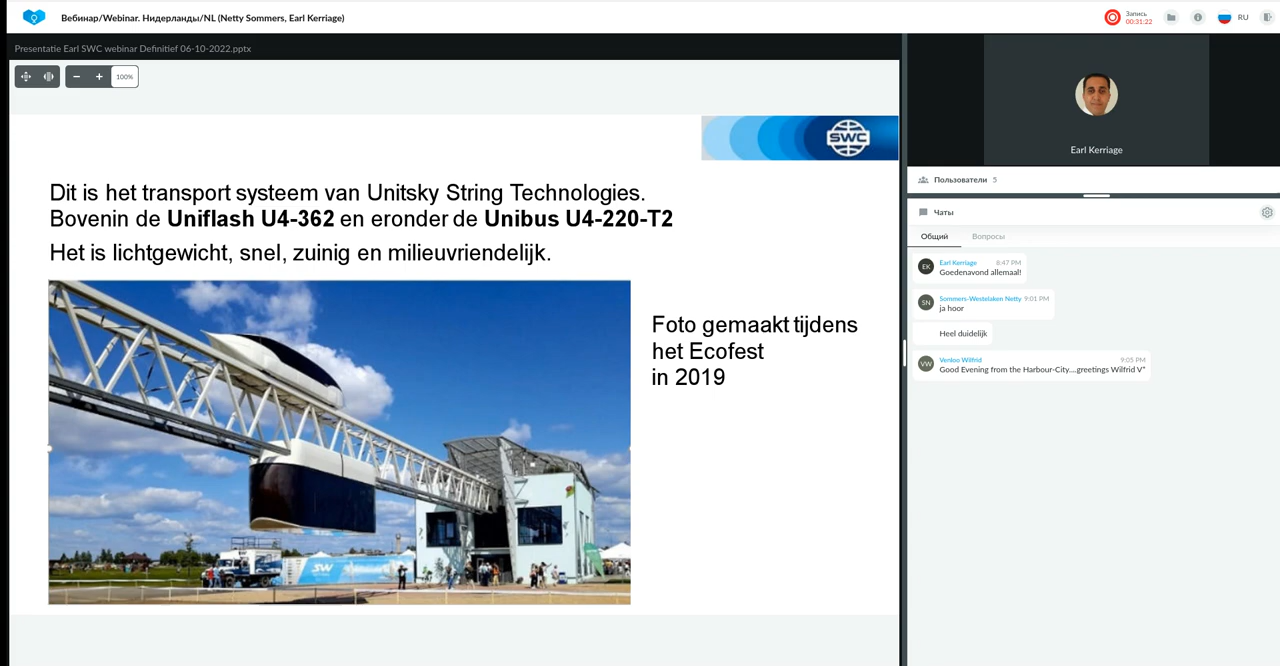 Вебинар/Webinar. Нидерланды/NL (Netty Sommers, Earl Kerriage)
Запись
00:31:22
RU
Presentatie Earl SWC webinar Definitief 06-10-2022.pptx
100%
SWC
Dit is het transport systeem van Unitsky String Technologies.
Bovenin de Uniflash U4-362 en eronder de Unibus U4-220-T2
Het is lichtgewicht, snel, zuinig en milieuvriendelijk.
Foto gemaakt tijdens
het Ecofest
in 2019
SW
Earl Kerriage
Пользователи 5
Чаты
Общий Вопросы
EK
Earl Kerriage 8:47 PM
Goedenavond allemaal!
SN
Sommers-Westelaken Netty 9:01 PM
ja hoor
Heel duidelijk
VW
Venloo Wilfrid 9:05 PM
Good Evening from the Harbour-City....greetings Wilfrid V"